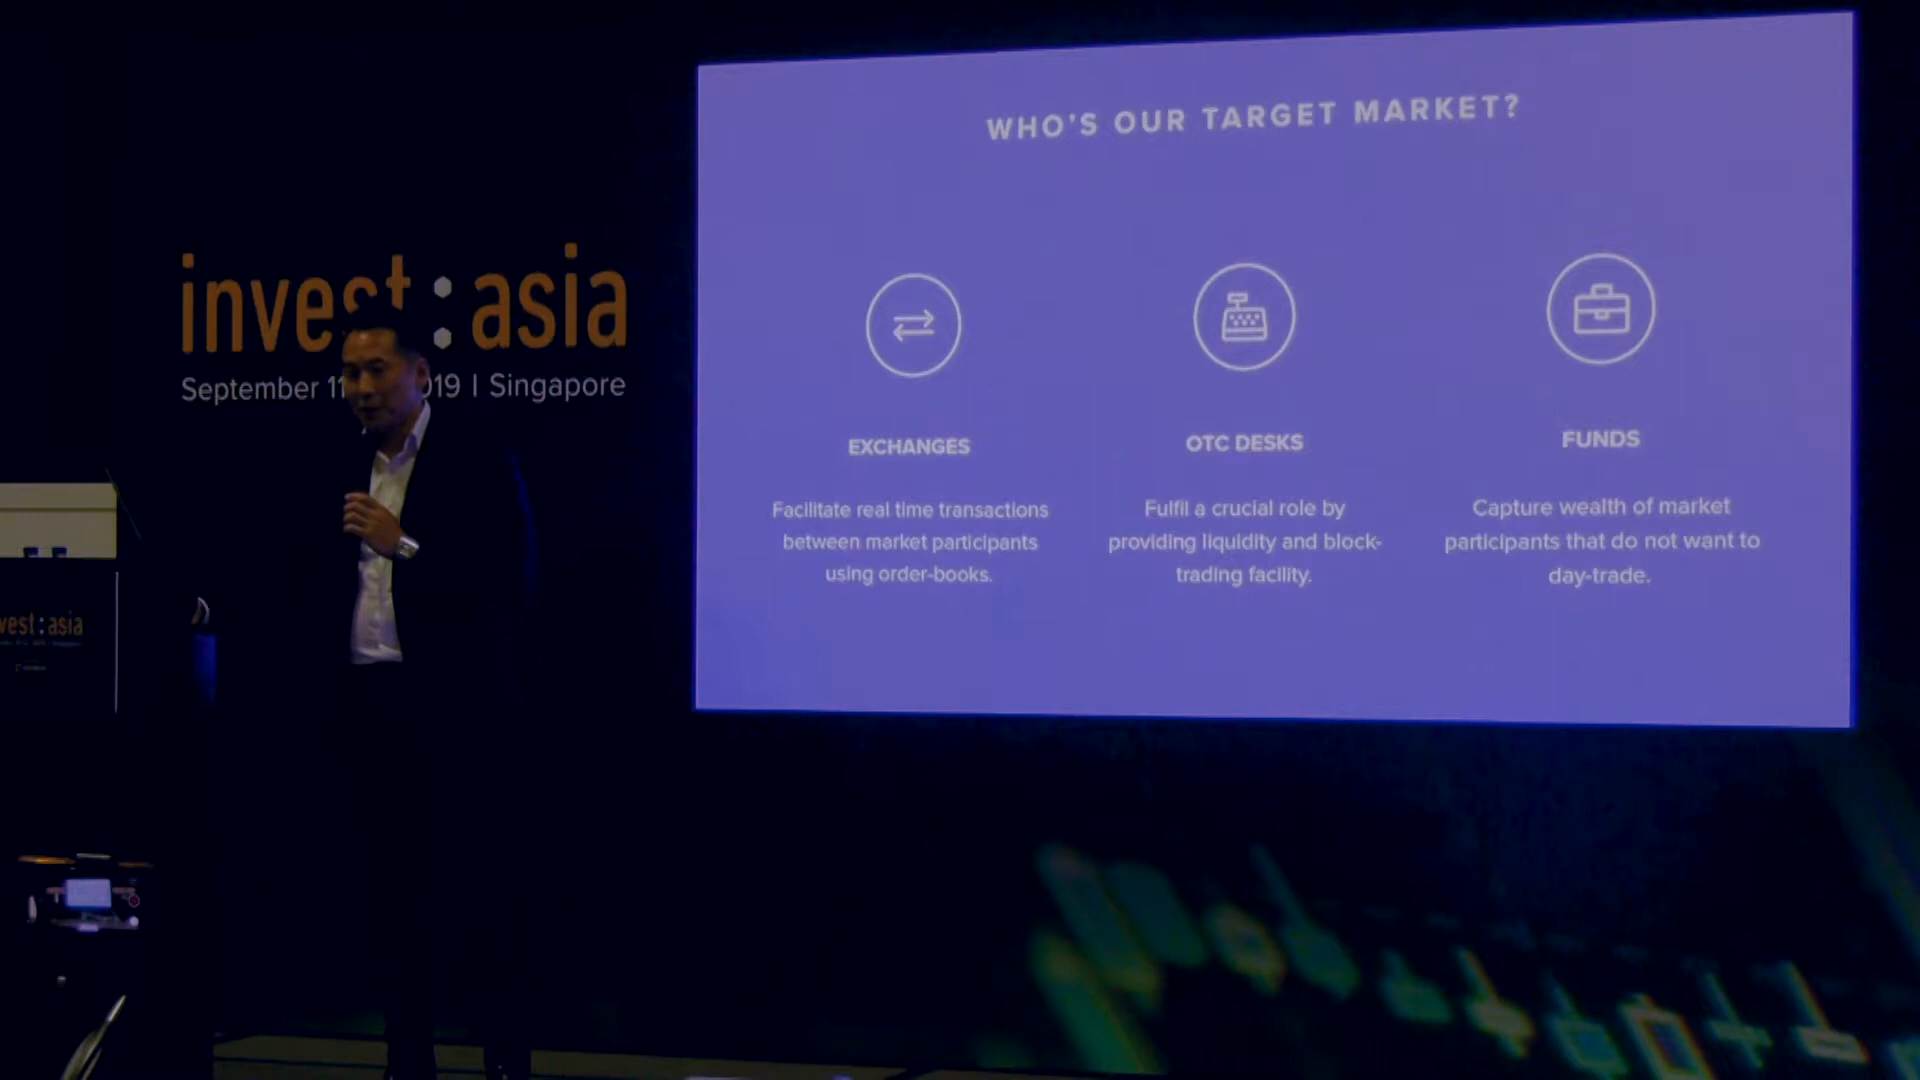 WHO'S OUR TARGET MARKET?
invest:asia
September 11 019 | Singapore
EXCHANGES
Facilitate real time transactions
between market participants
using order-books.
OTC DESKS
Fulfil a crucial role by
providing liquidity and block-
trading facility.
FUNDS
Capture wealth of market
participants that do not want to
day-trade.
vest:asia